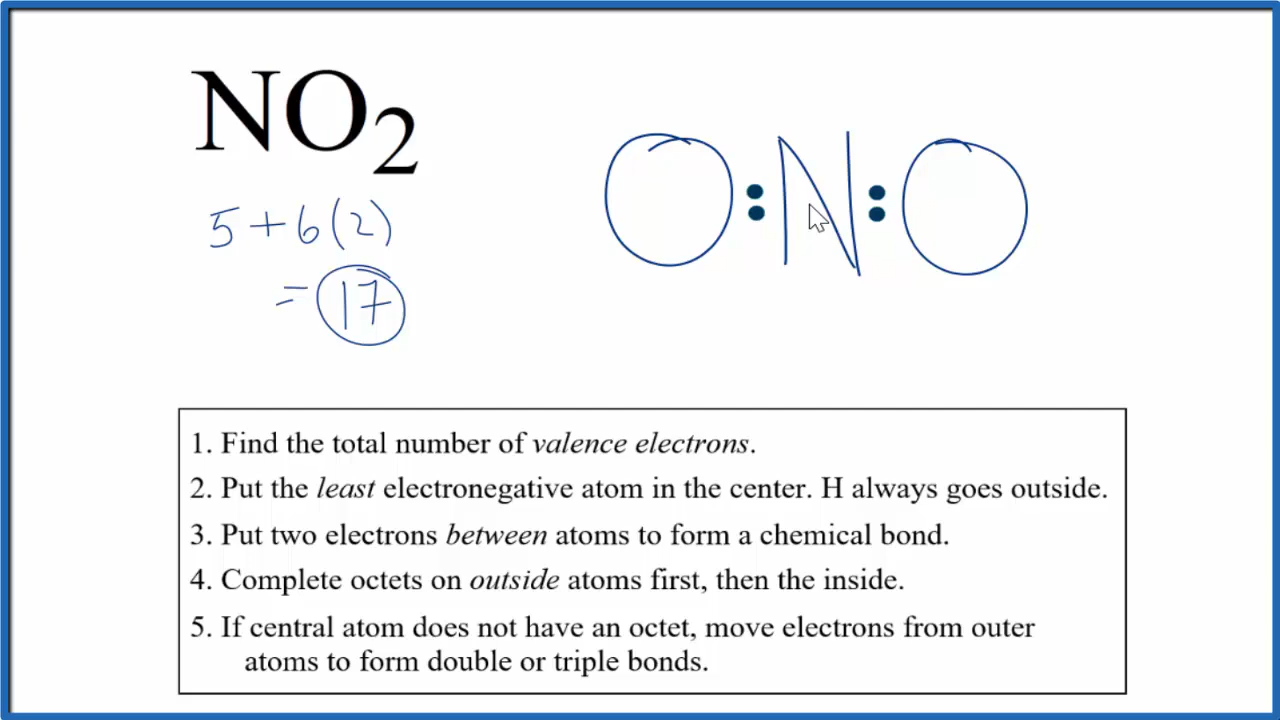 NO₂
5 + 6 (2)
= 17
O : N : O
1. Find the total number of valence electrons.
2. Put the least electronegative atom in the center. H always goes outside.
3. Put two electrons between atoms to form a chemical bond.
4. Complete octets on outside atoms first, then the inside.
5. If central atom does not have an octet, move electrons from outer
atoms to form double or triple bonds.